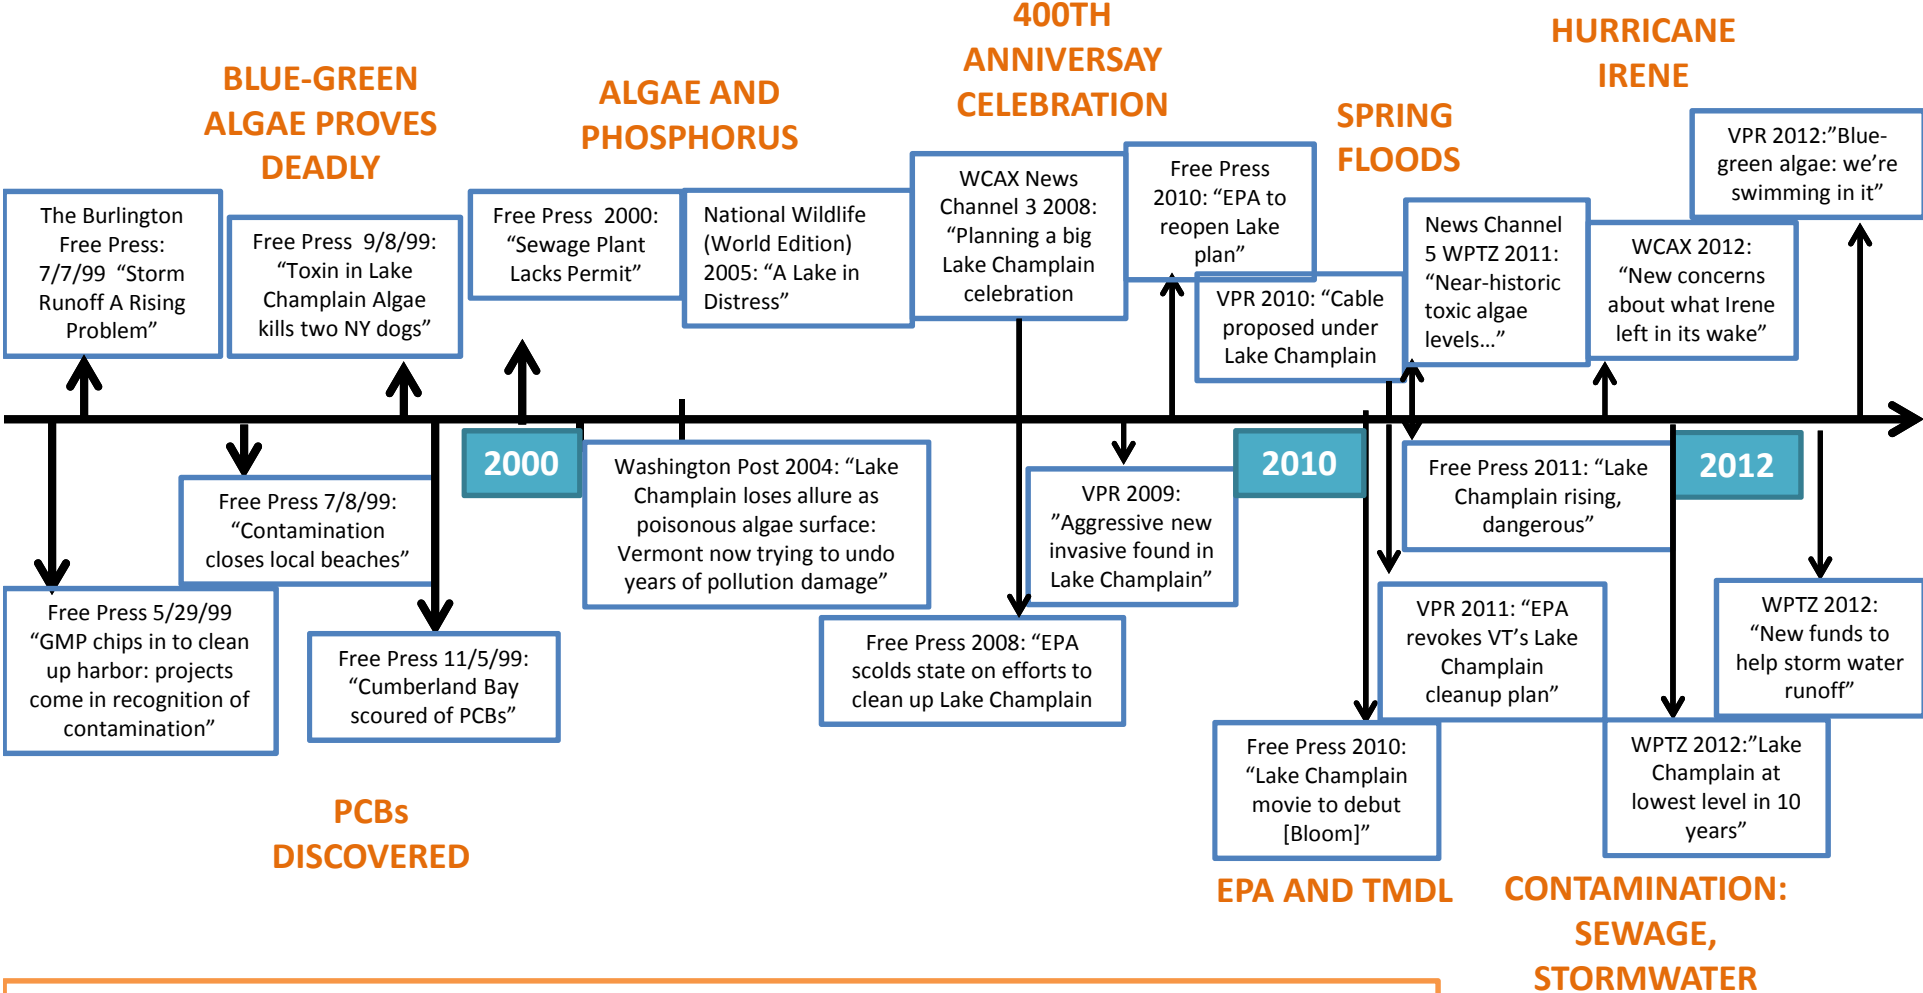 400TH
ANNIVERSAY
CELEBRATION
HURRICANE
IRENE
BLUE-GREEN
ALGAE PROVES
DEADLY
ALGAE AND
PHOSPHORUS
SPRING
FLOODS
The Burlington
Free Press:
7/7/99 “Storm
Runoff A Rising
Problem”
Free Press 9/8/99:
“Toxin in Lake
Champlain Algae
kills two NY dogs”
Free Press 2000:
“Sewage Plant
Lacks Permit”
National Wildlife
(World Edition)
2005: “A Lake in
Distress”
WCAX News
Channel 3 2008:
“Planning a big
Lake Champlain
celebration
Free Press
2010: “EPA to
reopen Lake
plan”
VPR 2010: “Cable
proposed under
Lake Champlain
News Channel
5 WPTZ 2011:
“Near-historic
toxic algae
levels…”
WCAX 2012:
“New concerns
about what Irene
left in its wake”
VPR 2012:”Blue-
green algae: we’re
swimming in it”
2000
2010
2012
Free Press 5/29/99
“GMP chips in to clean
up harbor: projects
come in recognition of
contamination”
Free Press 7/8/99:
“Contamination
closes local beaches”
Free Press 11/5/99:
“Cumberland Bay
scoured of PCBs”
Washington Post 2004: “Lake
Champlain loses allure as
poisonous algae surface:
Vermont now trying to undo
years of pollution damage”
Free Press 2008: “EPA
scolds state on efforts to
clean up Lake Champlain
VPR 2009:
”Aggressive new
invasive found in
Lake Champlain”
Free Press 2010:
“Lake Champlain
movie to debut
[Bloom]”
VPR 2011: “EPA
revokes VT’s Lake
Champlain
cleanup plan”
Free Press 2011: “Lake
Champlain rising,
dangerous”
WPTZ 2012:”Lake
Champlain at
lowest level in 10
years”
WPTZ 2012:
“New funds to
help storm water
runoff”
PCBs
DISCOVERED
EPA AND TMDL
CONTAMINATION:
SEWAGE,
STORMWATER